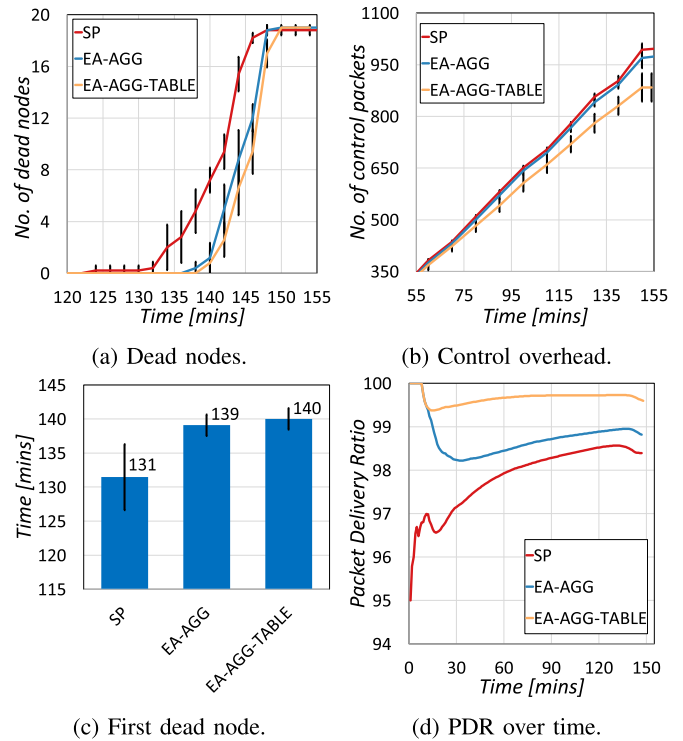 No. of dead nodes
20
16
12
8
4
0
SP
EA-AGG
EA-AGG-TABLE
120 125 130 135 140 145 150 155
Time [mins]
(a) Dead nodes.
No. of control packets
1100
950
800
650
500
350
SP
EA-AGG
EA-AGG-TABLE
55 75 95 115 135 155
Time [mins]
(b) Control overhead.
Time [mins]
145
140
135
130
125
120
115
131
139
140
SP
EA-AGG
EA-AGG-TABLE
(c) First dead node.
Packet Delivery Ratio
100
99
98
97
96
95
94
SP
EA-AGG
EA-AGG-TABLE
0 30 60 90 120 150
Time [mins]
(d) PDR over time.